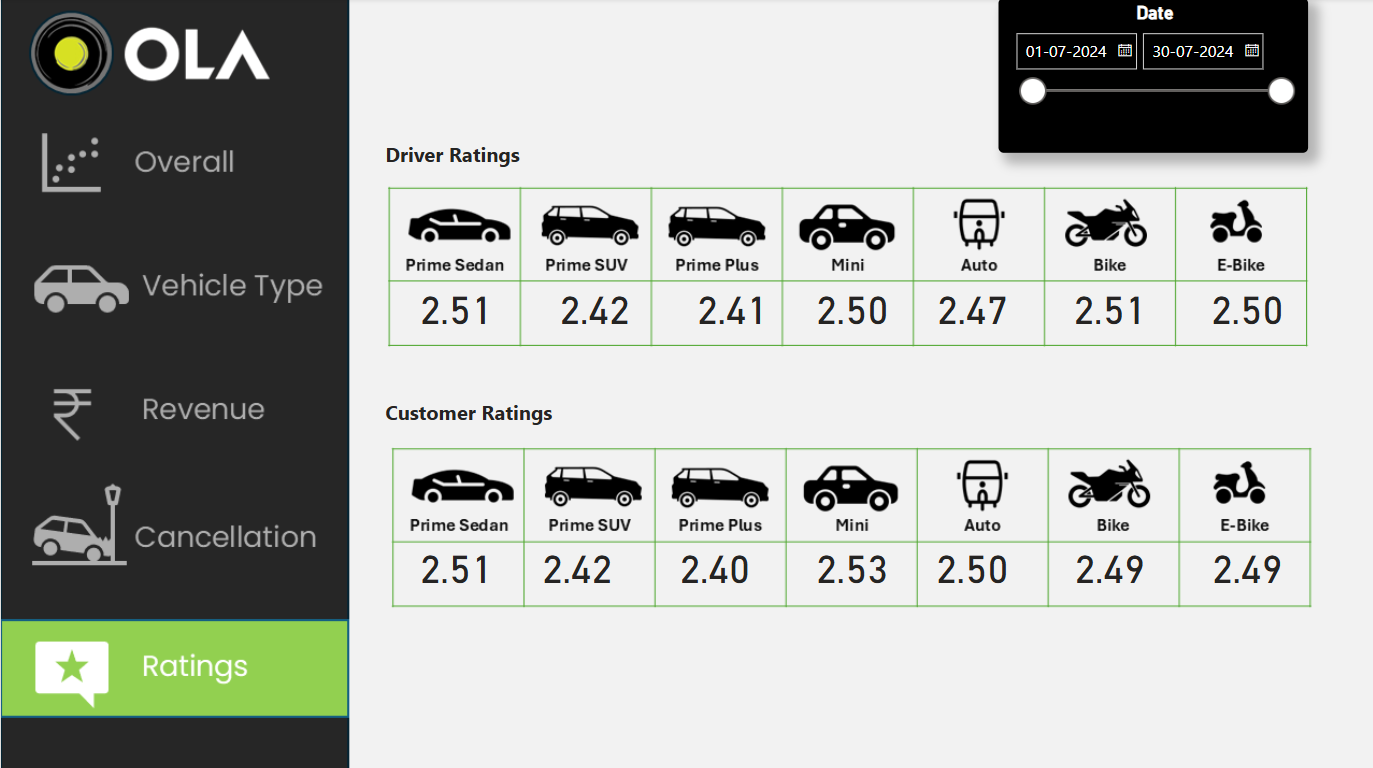 OLA
Overall
Vehicle Type
₹ Revenue
Cancellation
Ratings
Date
01-07-2024 30-07-2024
Driver Ratings
Prime Sedan Prime SUV Prime Plus Mini Auto Bike E-Bike
2.51 2.42 2.41 2.50 2.47 2.51 2.50
Customer Ratings
Prime Sedan Prime SUV Prime Plus Mini Auto Bike E-Bike
2.51 2.42 2.40 2.53 2.50 2.49 2.49